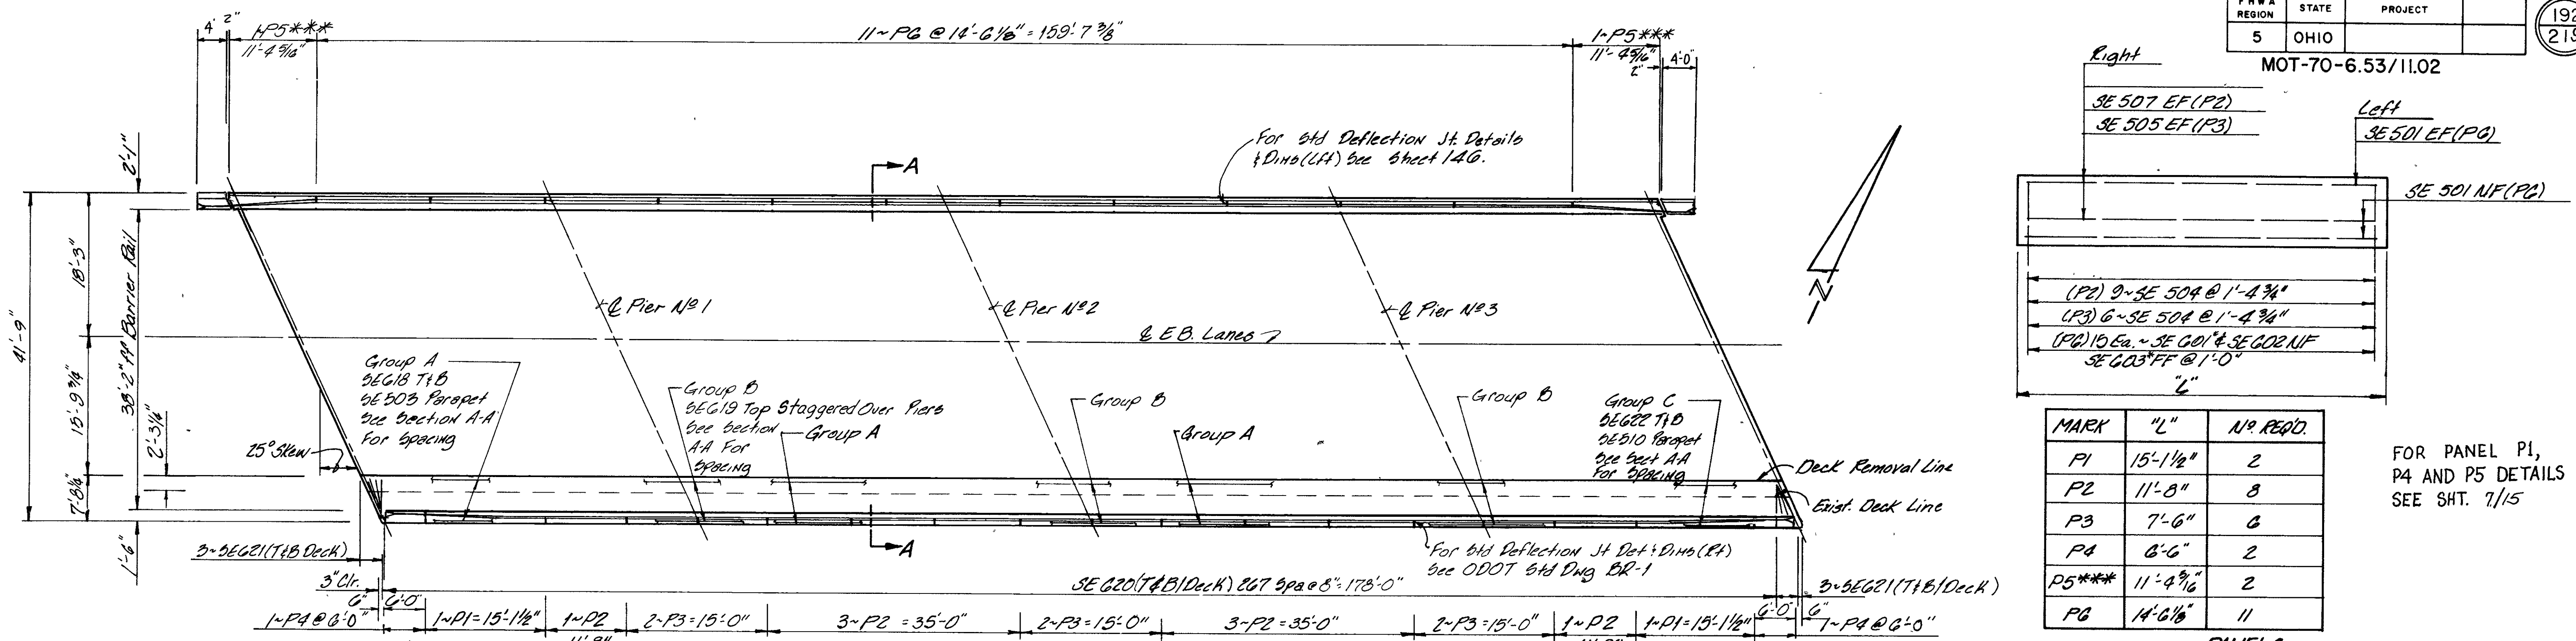 FHWA REGION STATE PROJECT
5 OHIO
192
219
MOT-70-6.53/11.02
4' 2" 1~P5*** 11'-4 5/16"
11~P6 @ 14'-6 1/8" = 159'-7 3/8"
1~P5*** 11'-4 5/16" 2" 4'-0"
For Std Deflection Jt. Details
& Dims (Lft) See Sheet 146.
A
N
2'-1"
41'-9"
18'-3"
15'-9 3/4"
7'-8 1/4"
38'-2" f/f Barrier Rail
2'-3 1/4"
1'-6"
25° Skew
℄ Pier Nº1
℄ Pier Nº2
℄ Pier Nº3
℄ E.B. Lanes
Group A
SE618 T&B
SE503 Parapet
See Section A-A
For Spacing
Group B
SE619 Top Staggered Over Piers
See Section
A-A For
Spacing
Group A
Group B
Group A
Group B
Group C
SE622 T&B
SE510 Parapet
See Sect A-A
For Spacing
Deck Removal Line
Exist. Deck Line
A
For Std Deflection Jt Det & Dims (Rt)
See ODOT Std Dwg BR-1
3~SE621 (T&B Deck)
3" Clr.
SE620 (T&B/Deck) 267 Spa @ 8" = 178'-0"
3~SE621 (T&B/Deck)
6" 6'-0"
6'-0" 6"
1~P4 @ 6'-0" 1~P1=15'-1 1/2" 1~P2 2~P3=15'-0" 3~P2=35'-0" 2~P3=15'-0" 3~P2=35'-0" 2~P3=15'-0" 1~P2 1~P1=15'-1 1/2" 1~P4 @ 6'-0"
11'-8"
Right
SE 507 EF (P2)
SE 505 EF (P3)
Left
SE 501 EF (P6)
SE 501 NF (P6)
(P2) 9~SE 504 @ 1'-4 3/4"
(P3) 6~SE 504 @ 1'-4 3/4"
(P6) 15 Ea. ~ SE 601* & SE 602 NF
SE 603* FF @ 1'-0"
"L"
MARK "L" Nº REQ'D.
P1 15'-1 1/2" 2
P2 11'-8" 8
P3 7'-6" 6
P4 6'-6" 2
P5*** 11'-4 5/16" 2
P6 14'-6 1/8" 11
FOR PANEL P1,
P4 AND P5 DETAILS
SEE SHT. 7/15
PANELS